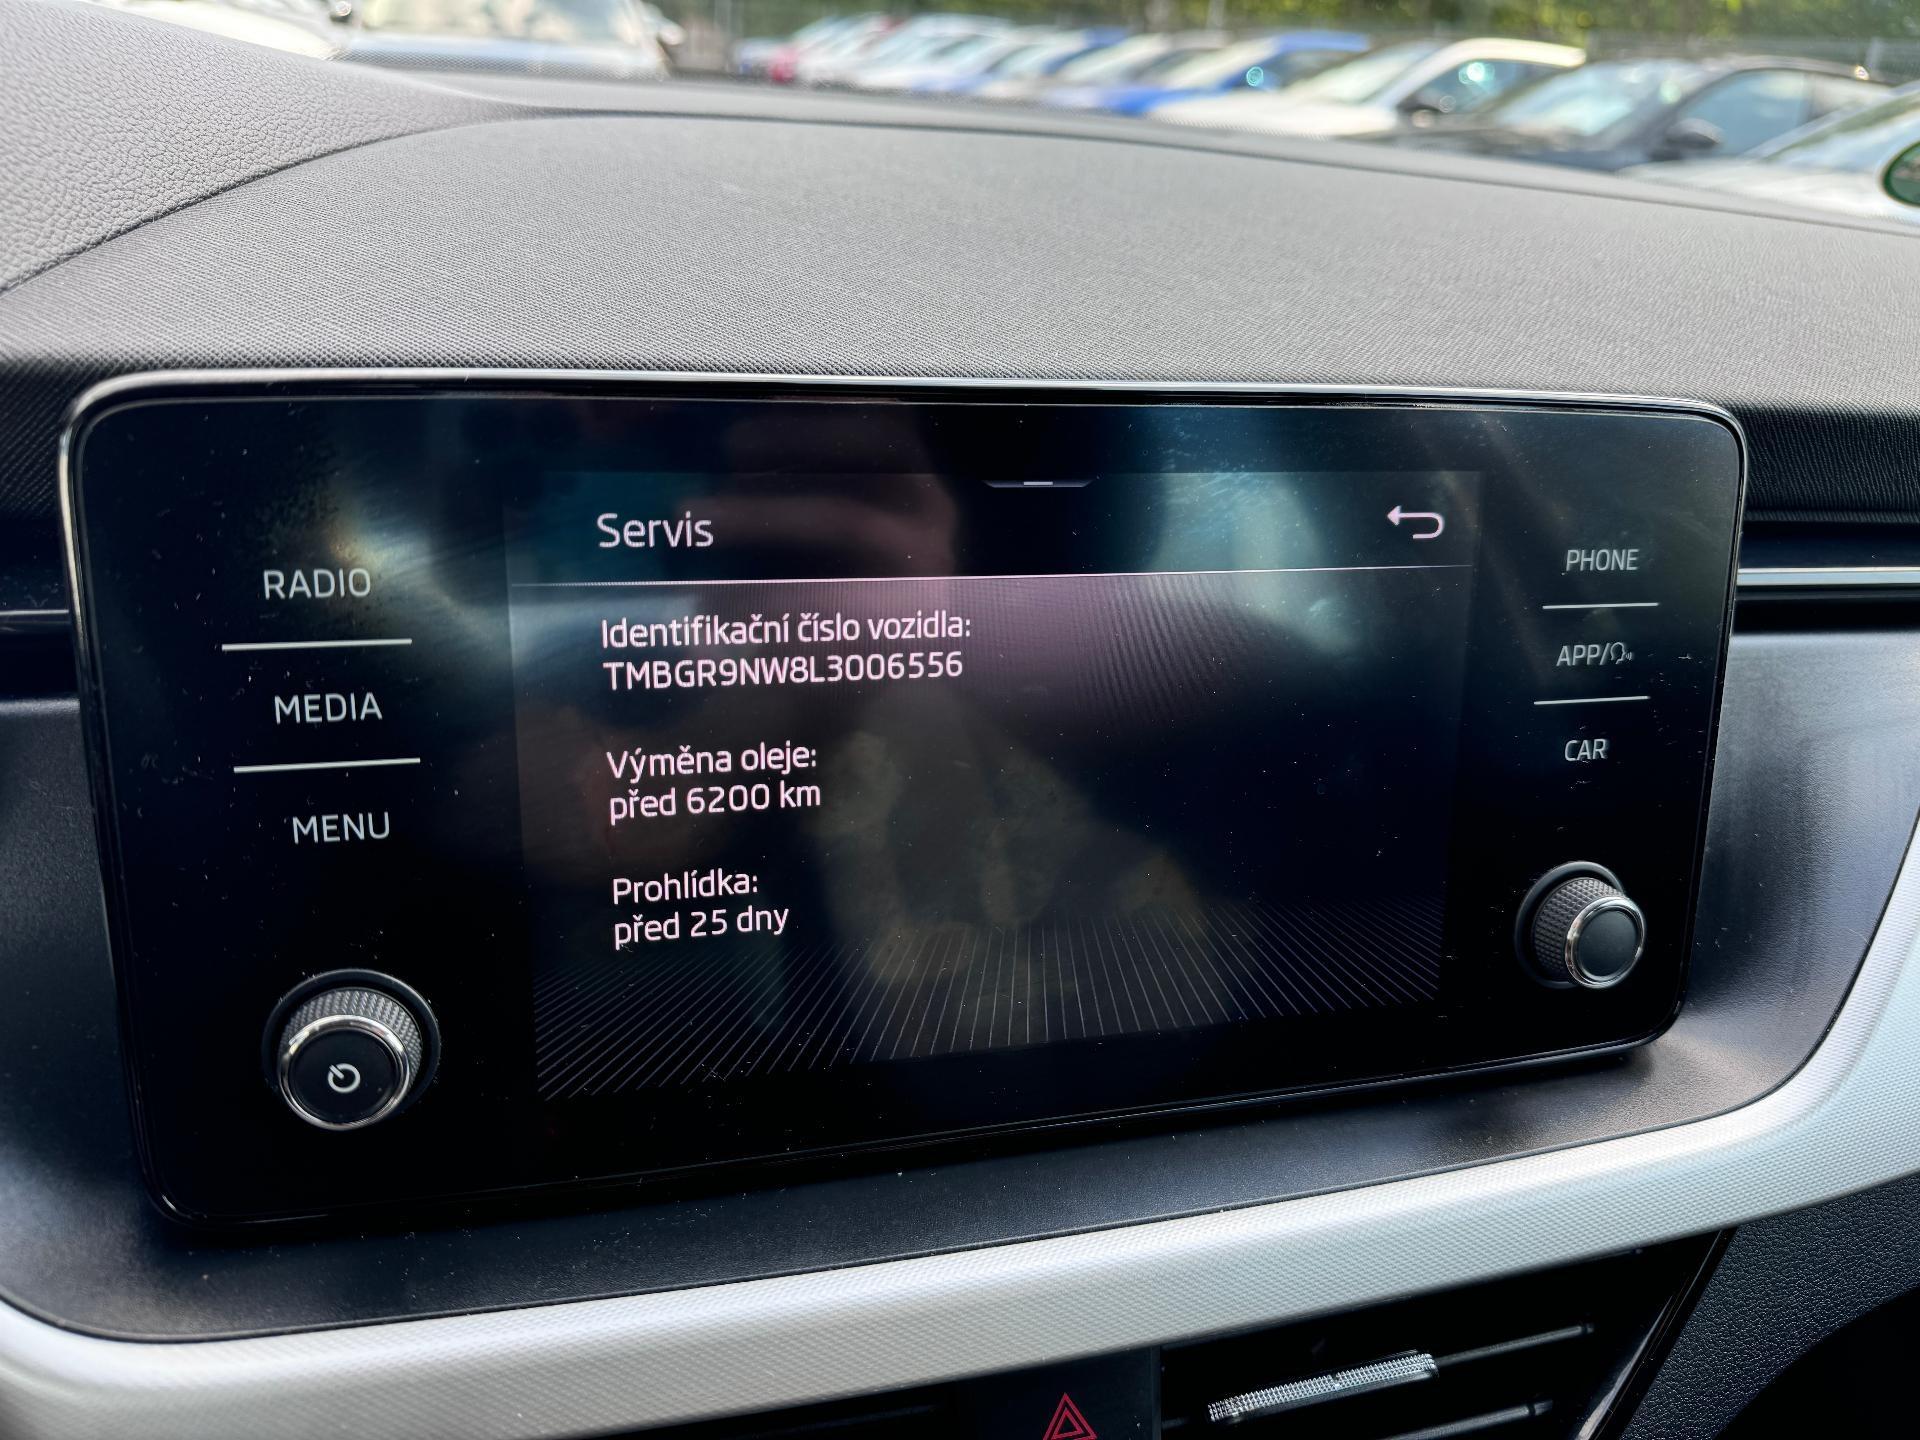 Servis
RADIO
MEDIA
MENU
Identifikační číslo vozidla:
TMBGR9NW8L3006556
Výměna oleje:
před 6200 km
Prohlídka:
před 25 dny
PHONE
APP/
CAR